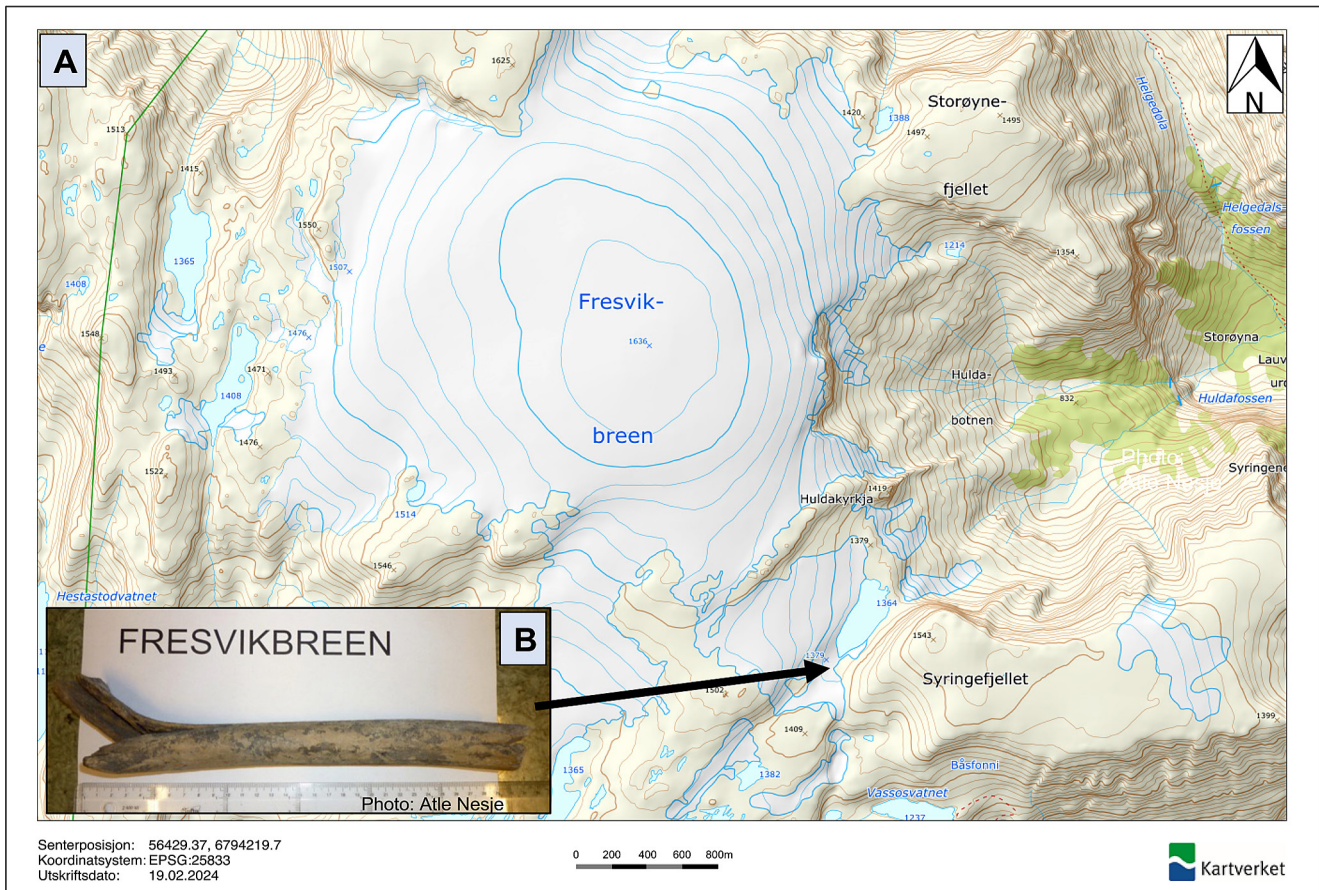 A
N
1625
1513
1415
1365
1408
1548
e
1493
1408
1471
1476
1522
1550
1507
1476
1420
1388
Storøyne-
1497
1495
fjellet
1214
1354
Helgedøla
Helgedals-
fossen
Fresvik-
1636
breen
Storøyna
Lauv
urd
Hulda-
botnen
832
Huldafossen
Photo:
Atle Nesje
Syringene
Huldakyrkja
1419
1514
1546
1379
1364
Hestastodvatnet
1543
1379
Syringefjellet
1502
1409
1399
1365
1382
Båsfonni
Vassosvatnet
1237
B
FRESVIKBREEN
Photo: Atle Nesje
Senterposisjon: 56429.37, 6794219.7
Koordinatsystem: EPSG:25833
Utskriftsdato: 19.02.2024
0 200 400 600 800m
Kartverket